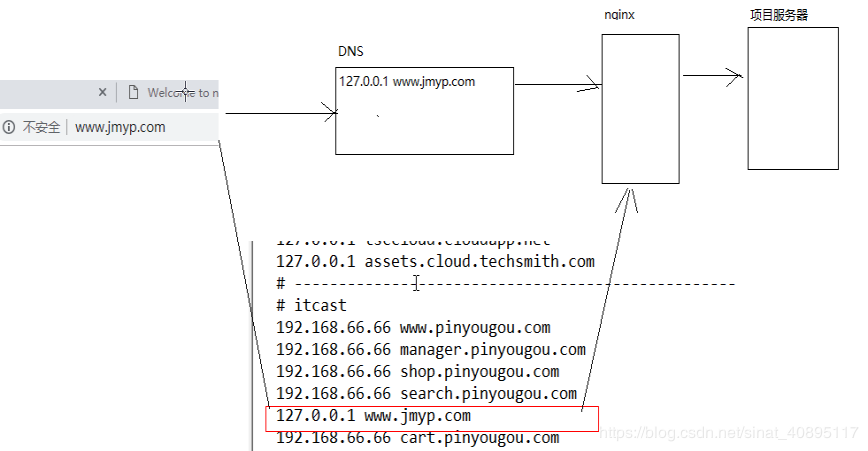 nginx
项目服务器
DNS
127.0.0.1 www.jmyp.com
Welcome to n
不安全 | www.jmyp.com
127.0.0.1 assets.cloud.techsmith.com
# --------------------------------------------------
# itcast
192.168.66.66 www.pinyougou.com
192.168.66.66 manager.pinyougou.com
192.168.66.66 shop.pinyougou.com
192.168.66.66 search.pinyougou.com
127.0.0.1 www.jmyp.com
192.168.66.66 cart.pinyougou.com
https://blog.csdn.net/sinat_40895117